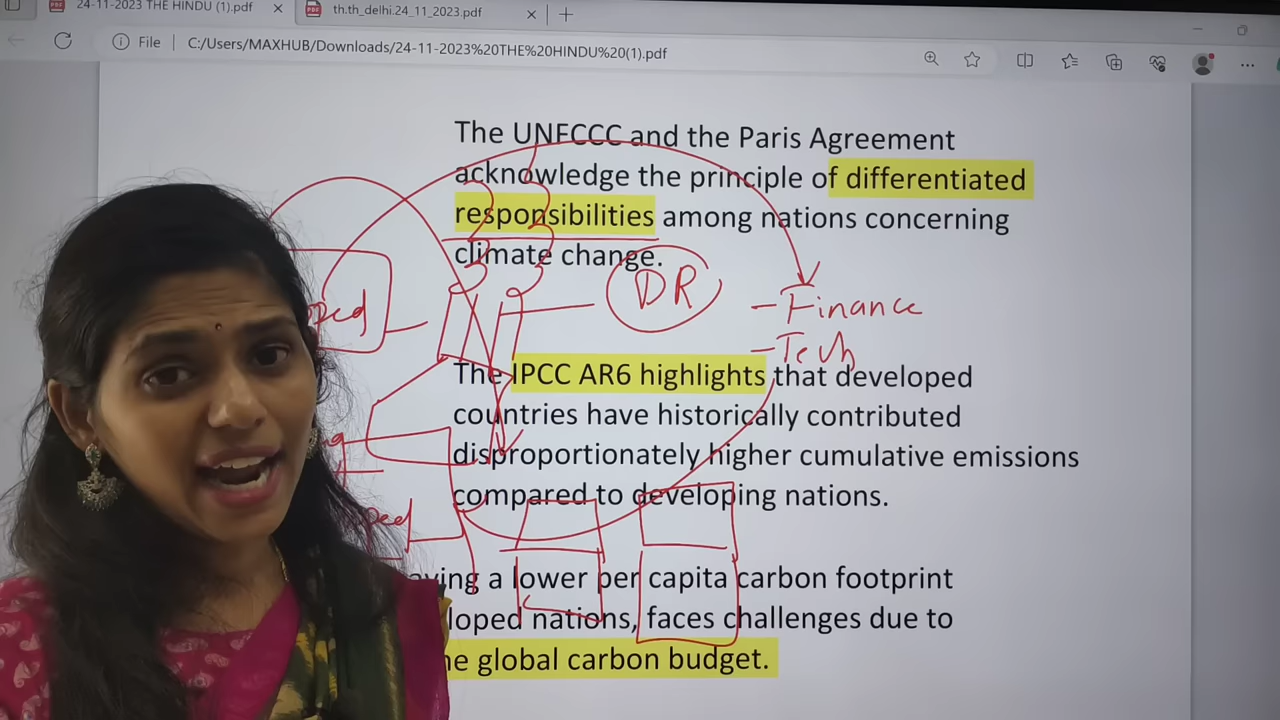 24-11-2023 THE HINDU (1).pdf
th.th_delhi.24_11_2023.pdf
File
C:/Users/MAXHUB/Downloads/24-11-2023%20THE%20HINDU%20(1).pdf
The UNFCCC and the Paris Agreement
acknowledge the principle of differentiated
responsibilities among nations concerning
climate change.
DR
- Finance
- Tech
The IPCC AR6 highlights that developed
countries have historically contributed
disproportionately higher cumulative emissions
compared to developing nations.
a lower per capita carbon footprint
nations, faces challenges due to
global carbon budget.